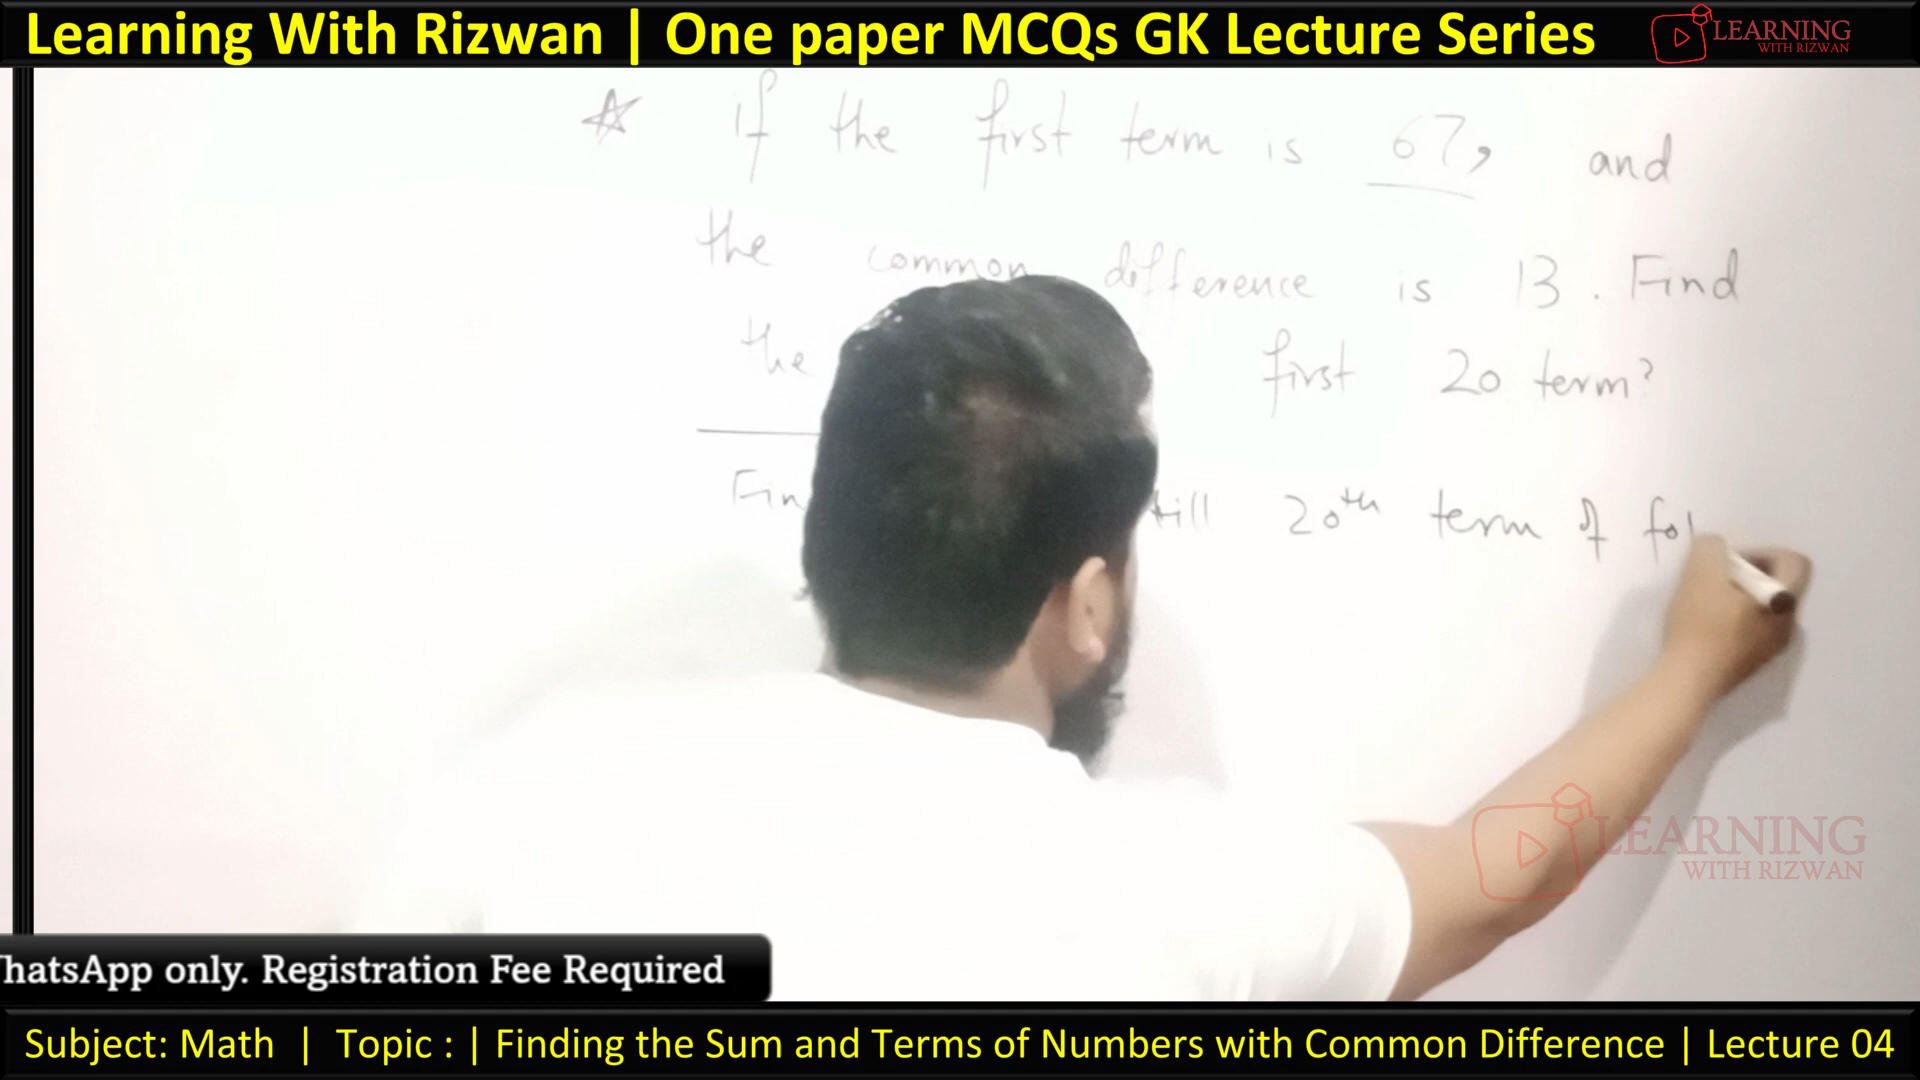 Learning With Rizwan | One paper MCQs GK Lecture Series
LEARNING
WITH RIZWAN
if the first term is 67, and
the common difference is 13. Find
the first 20 term?
till 20th term of
LEARNING
WITH RIZWAN
only. Registration Fee Required
Subject: Math | Topic : | Finding the Sum and Terms of Numbers with Common Difference | Lecture 04